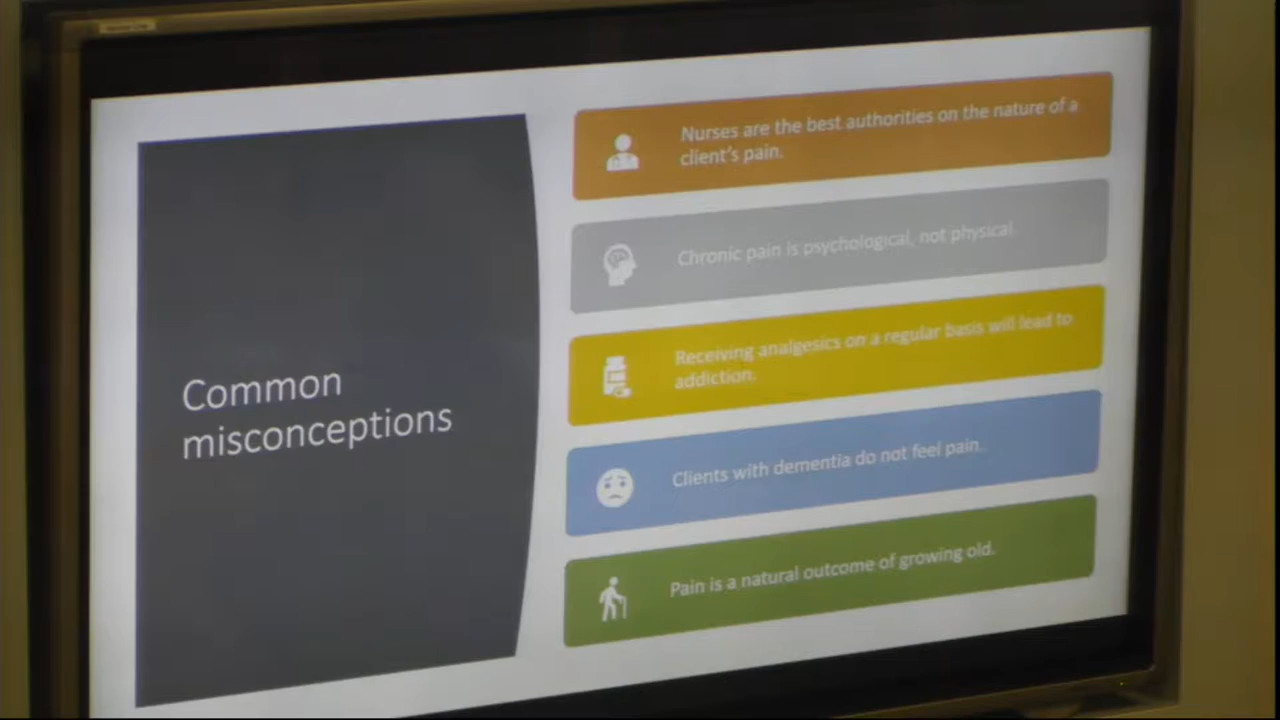 Common
misconceptions
Nurses are the best authorities on the nature of a
client's pain.
Chronic pain is psychological, not physical.
Receiving analgesics on a regular basis will lead to
addiction.
Clients with dementia do not feel pain.
Pain is a natural outcome of growing old.